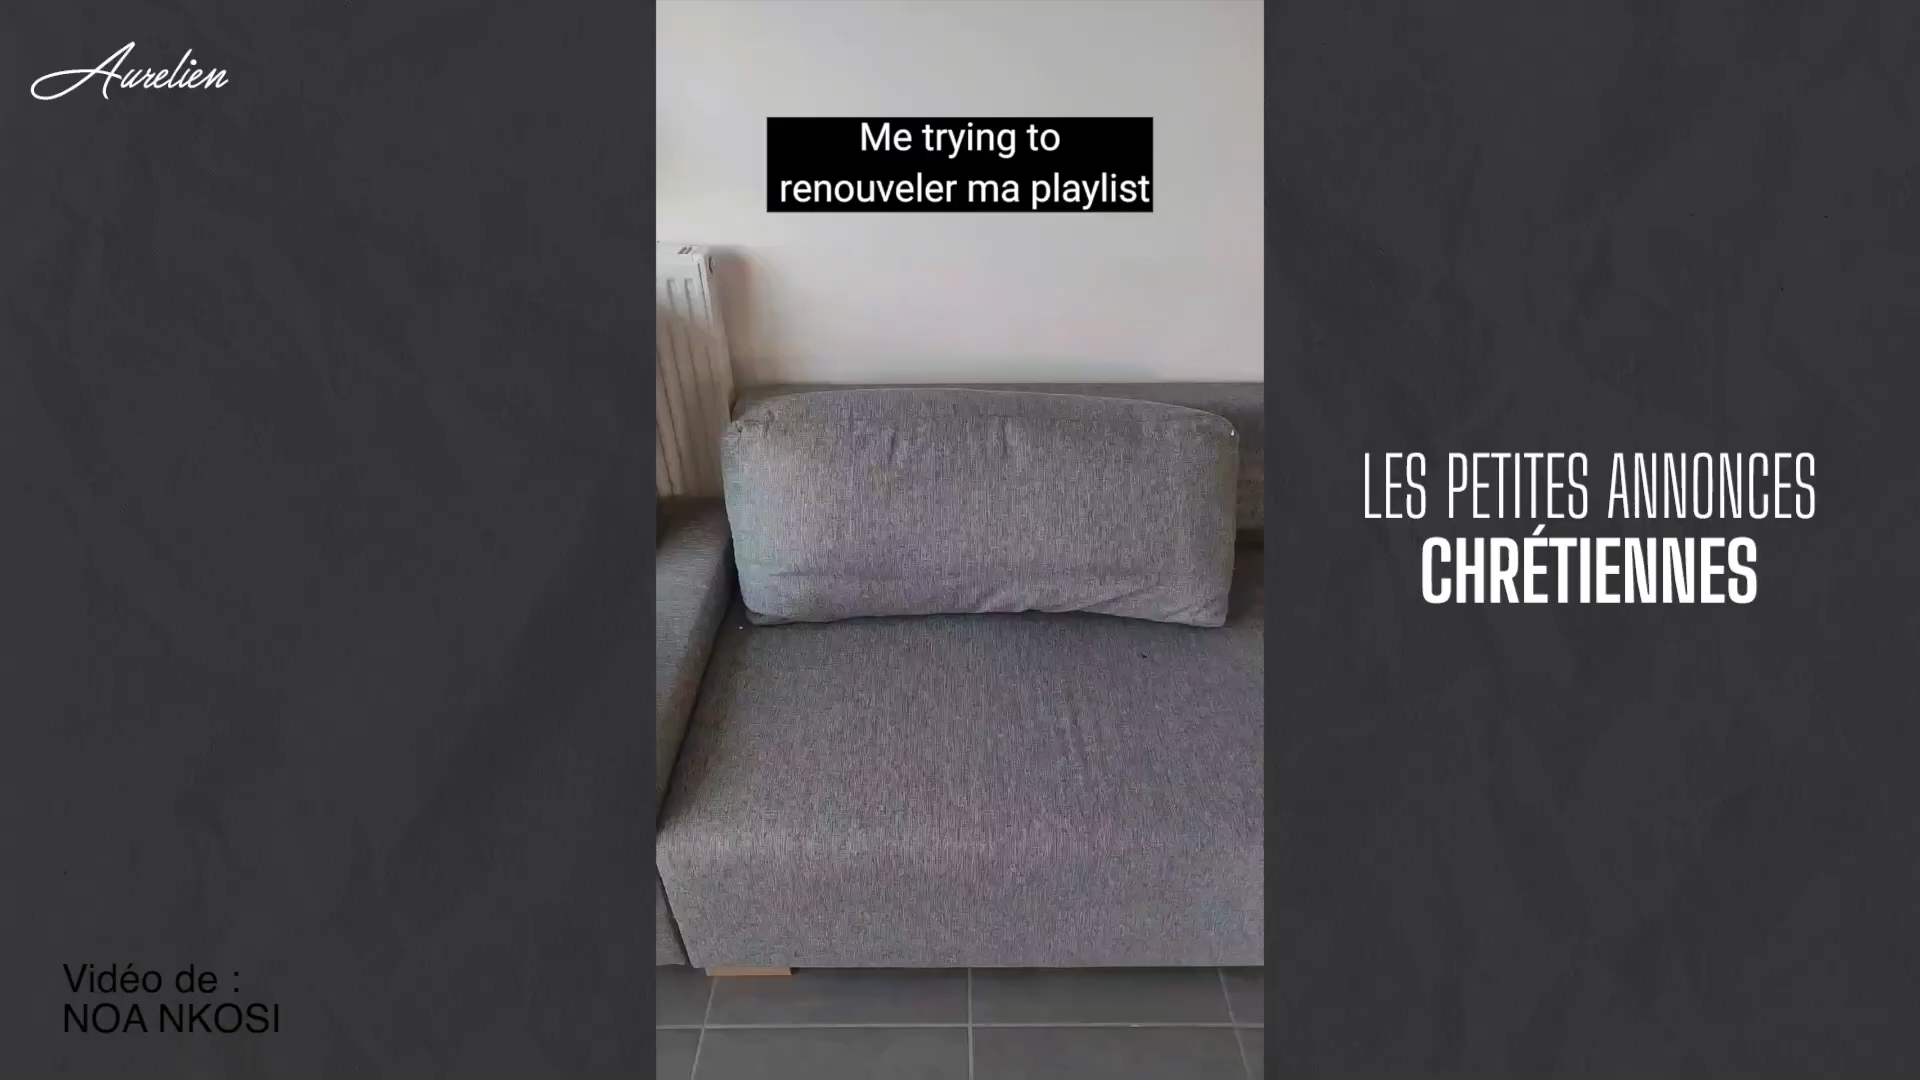 Aurelien
Me trying to
renouveler ma playlist
LES PETITES ANNONCES
CHRÉTIENNES
Vidéo de :
NOA NKOSI